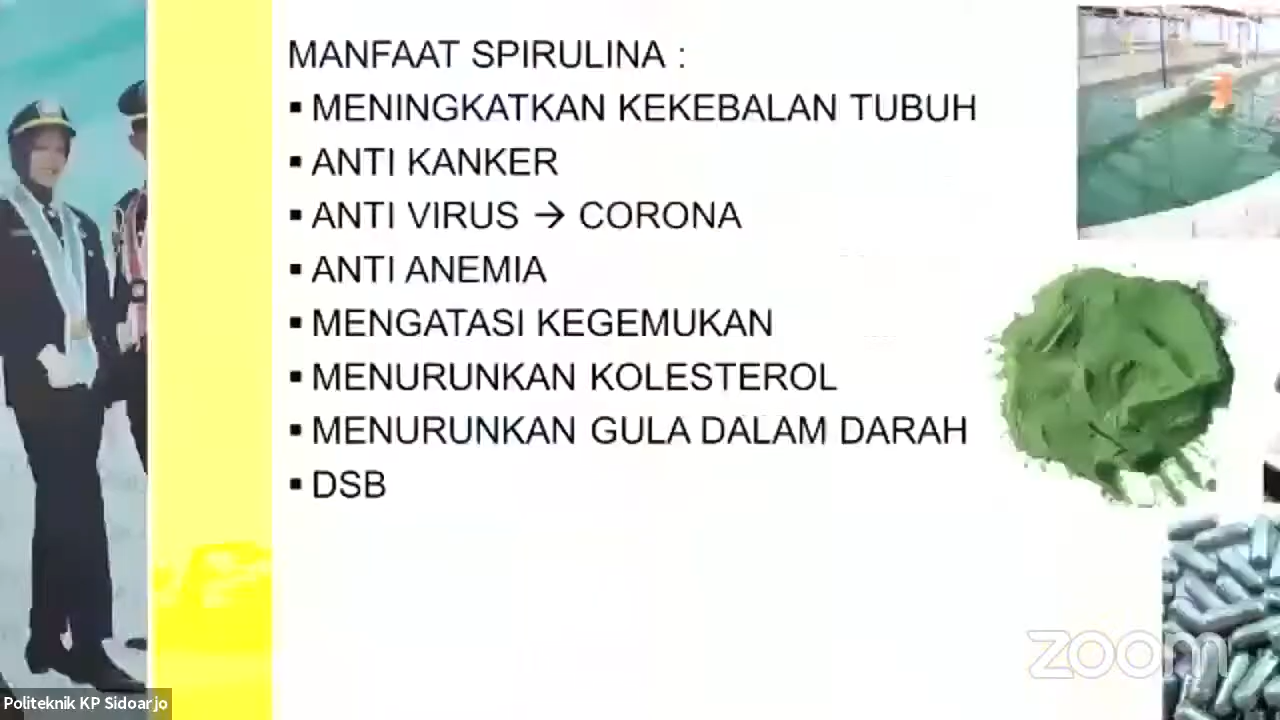 MANFAAT SPIRULINA :
▪ MENINGKATKAN KEKEBALAN TUBUH
▪ ANTI KANKER
▪ ANTI VIRUS → CORONA
▪ ANTI ANEMIA
▪ MENGATASI KEGEMUKAN
▪ MENURUNKAN KOLESTEROL
▪ MENURUNKAN GULA DALAM DARAH
▪ DSB
zoom
Politeknik KP Sidoarjo